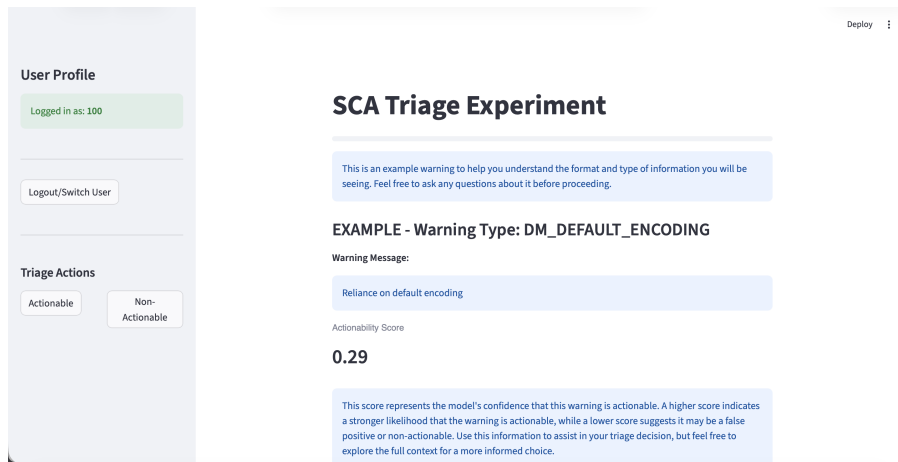 Deploy
User Profile
Logged in as: 100
Logout/Switch User
Triage Actions
Actionable
Non-
Actionable
SCA Triage Experiment
This is an example warning to help you understand the format and type of information you will be
seeing. Feel free to ask any questions about it before proceeding.
EXAMPLE - Warning Type: DM_DEFAULT_ENCODING
Warning Message:
Reliance on default encoding
Actionability Score
0.29
This score represents the model's confidence that this warning is actionable. A higher score indicates
a stronger likelihood that the warning is actionable, while a lower score suggests it may be a false
positive or non-actionable. Use this information to assist in your triage decision, but feel free to
explore the full context for a more informed choice.